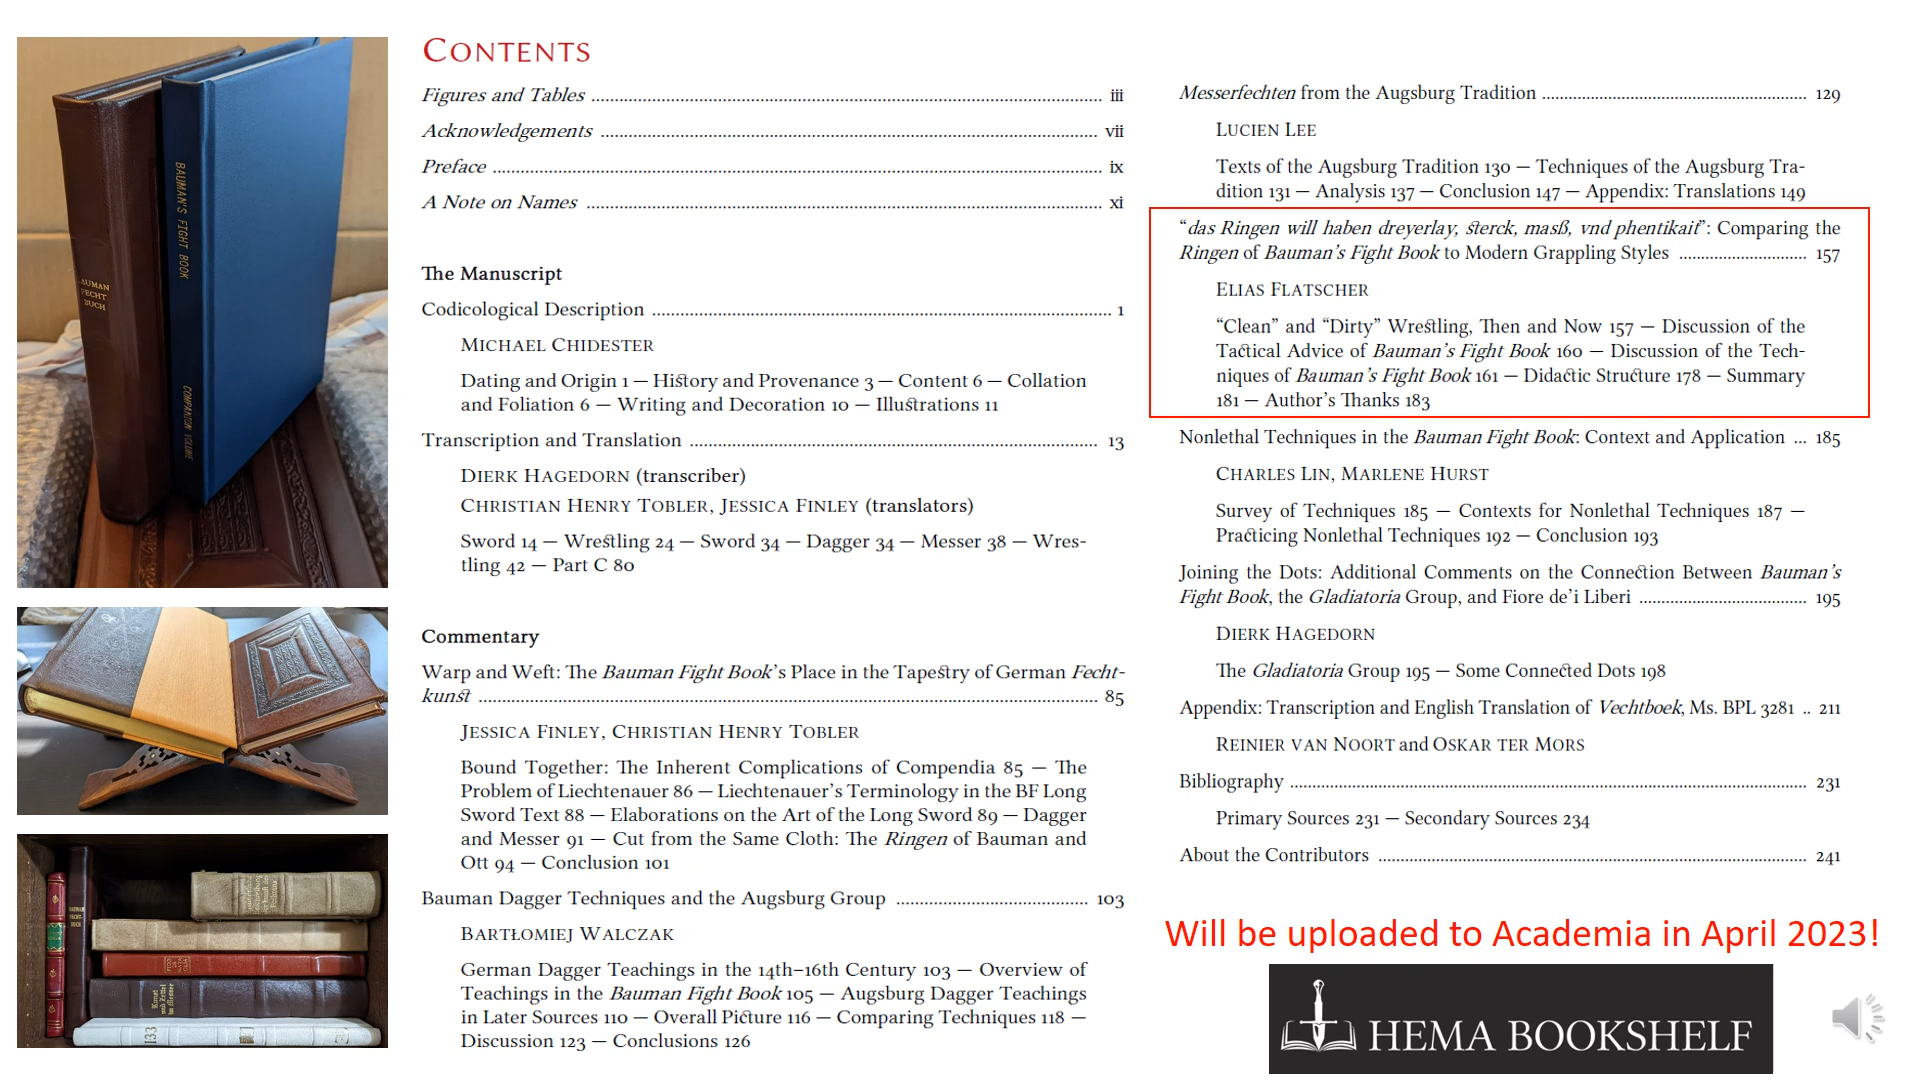 CONTENTS
Figures and Tables ........ iii
Acknowledgements ........ vii
Preface ........ ix
A Note on Names ........ xi
The Manuscript
Codicological Description ........ 1
MICHAEL CHIDESTER
Dating and Origin 1 — History and Provenance 3 — Content 6 — Collation
and Foliation 6 — Writing and Decoration 10 — Illustrations 11
Transcription and Translation ........ 13
DIERK HAGEDORN (transcriber)
CHRISTIAN HENRY TOBLER, JESSICA FINLEY (translators)
Sword 14 — Wrestling 24 — Sword 34 — Dagger 34 — Messer 38 — Wres-
tling 42 — Part C 80
Commentary
Warp and Weft: The Bauman Fight Book's Place in the Tapestry of German Fecht-
kunst ........ 85
JESSICA FINLEY, CHRISTIAN HENRY TOBLER
Bound Together: The Inherent Complications of Compendia 85 — The
Problem of Liechtenauer 86 — Liechtenauer's Terminology in the BF Long
Sword Text 88 — Elaborations on the Art of the Long Sword 89 — Dagger
and Messer 91 — Cut from the Same Cloth: The Ringen of Bauman and
Ott 94 — Conclusion 101
Bauman Dagger Techniques and the Augsburg Group ........ 103
BARTŁOMIEJ WALCZAK
German Dagger Teachings in the 14th–16th Century 103 — Overview of
Teachings in the Bauman Fight Book 105 — Augsburg Dagger Teachings
in Later Sources 110 — Overall Picture 116 — Comparing Techniques 118 —
Discussion 123 — Conclusions 126
Messerfechten from the Augsburg Tradition ........ 129
LUCIEN LEE
Texts of the Augsburg Tradition 130 — Techniques of the Augsburg Tra-
dition 131 — Analysis 137 — Conclusion 147 — Appendix: Translations 149
“das Ringen will haben dreyerlay, sterck, masß, vnd phentikait”: Comparing the
Ringen of Bauman's Fight Book to Modern Grappling Styles ........ 157
ELIAS FLATSCHER
“Clean” and “Dirty” Wrestling, Then and Now 157 — Discussion of the
Tactical Advice of Bauman's Fight Book 160 — Discussion of the Tech-
niques of Bauman's Fight Book 161 — Didactic Structure 178 — Summary
181 — Author's Thanks 183
Nonlethal Techniques in the Bauman Fight Book: Context and Application ... 185
CHARLES LIN, MARLENE HURST
Survey of Techniques 185 — Contexts for Nonlethal Techniques 187 —
Practicing Nonlethal Techniques 192 — Conclusion 193
Joining the Dots: Additional Comments on the Connection Between Bauman's
Fight Book, the Gladiatoria Group, and Fiore de'i Liberi ........ 195
DIERK HAGEDORN
The Gladiatoria Group 195 — Some Connected Dots 198
Appendix: Transcription and English Translation of Vechtboek, Ms. BPL 3281 .. 211
REINIER VAN NOORT and OSKAR TER MORS
Bibliography ........ 231
Primary Sources 231 — Secondary Sources 234
About the Contributors ........ 241
Will be uploaded to Academia in April 2023!
HEMA BOOKSHELF
BAUMAN
FECHT
BUCH
BAUMAN'S FIGHT BOOK
COMPANION VOLUME
BAUMAN
FECHT-
BUCH
133